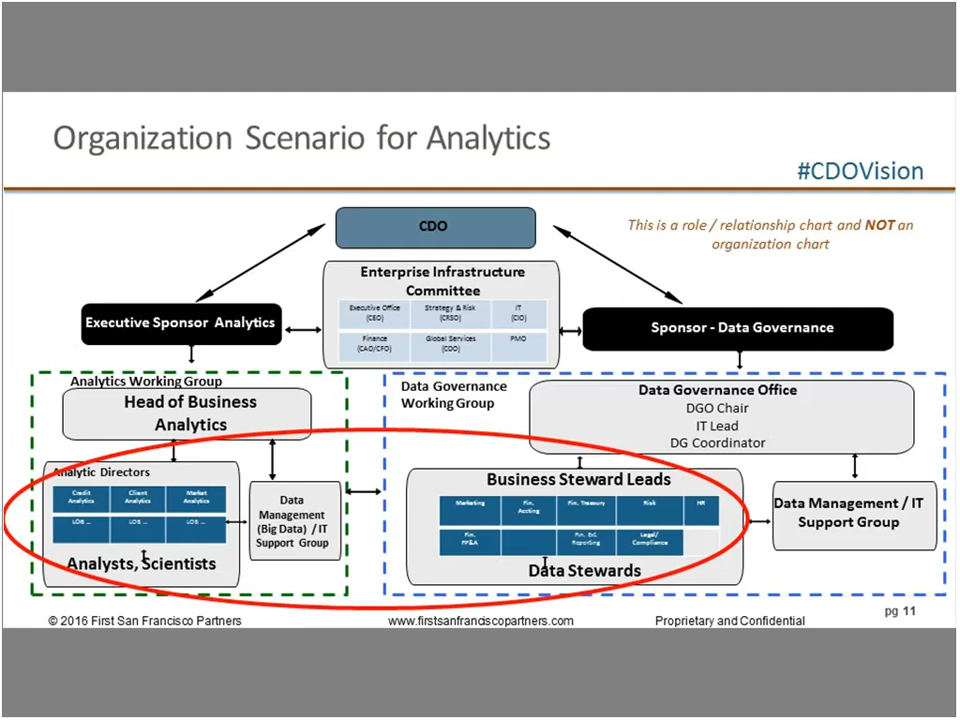 Organization Scenario for Analytics
#CDOVision
This is a role / relationship chart and NOT an
organization chart
CDO
Enterprise Infrastructure
Committee
Executive Office
(CEO)
Strategy & Risk
(CRSO)
IT
(CIO)
Finance
(CAO/CFO)
Global Services
(COO)
PMO
Executive Sponsor Analytics
Sponsor - Data Governance
Analytics Working Group
Head of Business
Analytics
Analytic Directors
Credit
Analytics
Client
Analytics
Market
Analytics
LOB ...
LOB ...
LOB ...
Analysts, Scientists
Data
Management
(Big Data) / IT
Support Group
Data Governance
Working Group
Data Governance Office
DGO Chair
IT Lead
DG Coordinator
Business Steward Leads
Marketing
Fin.
Accting
Fin. Treasury
Risk
HR
Fin.
FP&A
Fin. Ext.
Reporting
Legal/
Compliance
Data Stewards
Data Management / IT
Support Group
pg 11
© 2016 First San Francisco Partners
www.firstsanfranciscopartners.com
Proprietary and Confidential